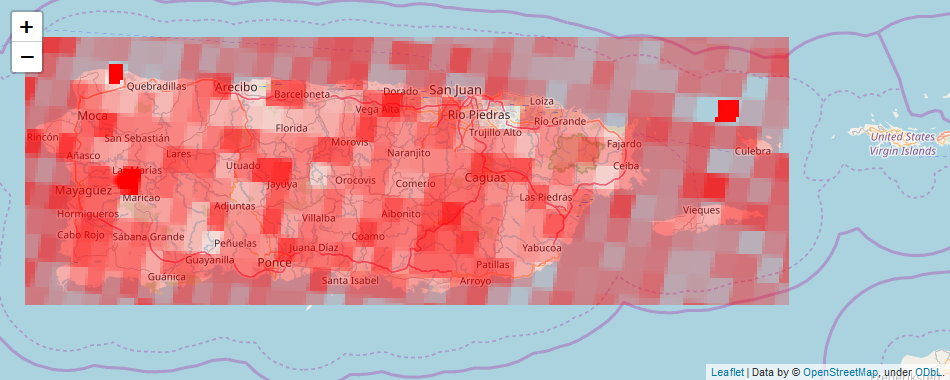 +
−
Quebradillas
Arecibo
Barceloneta
Dorado
San Juan
Vega Alta
Loíza
Moca
Río Piedras
Río Grande
Florida
Trujillo Alto
Rincón
San Sebastián
Morovis
Fajardo
Añasco
Lares
Naranjito
Culebra
Las Marías
Utuado
Ceiba
Mayagüez
Jayuya
Orocovis
Comerío
Caguas
Maricao
Las Piedras
Hormigueros
Adjuntas
Villalba
Aibonito
Vieques
Cabo Rojo
Sabana Grande
Peñuelas
Coamo
Juana Díaz
Yabucoa
Guayanilla
Ponce
Patillas
Guánica
Santa Isabel
Arroyo
United States
Virgin Islands
Leaflet | Data by © OpenStreetMap, under ODbL.